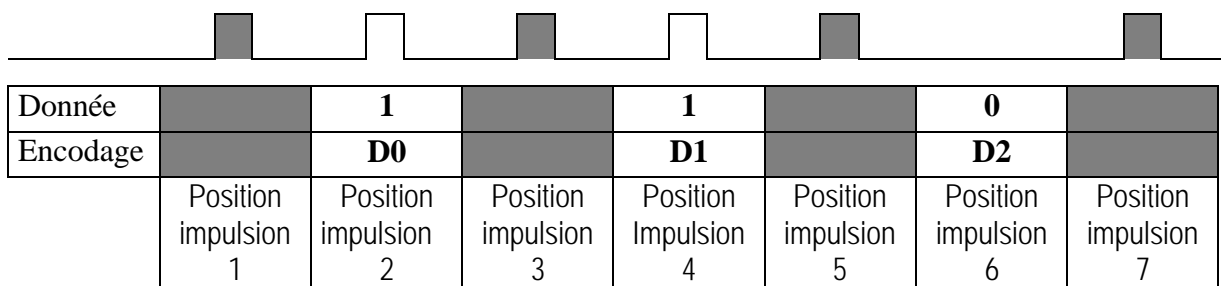 Donnée 1 1 0
Encodage D0 D1 D2
Position Position Position Position Position Position Position
impulsion impulsion impulsion Impulsion impulsion impulsion impulsion
1 2 3 4 5 6 7